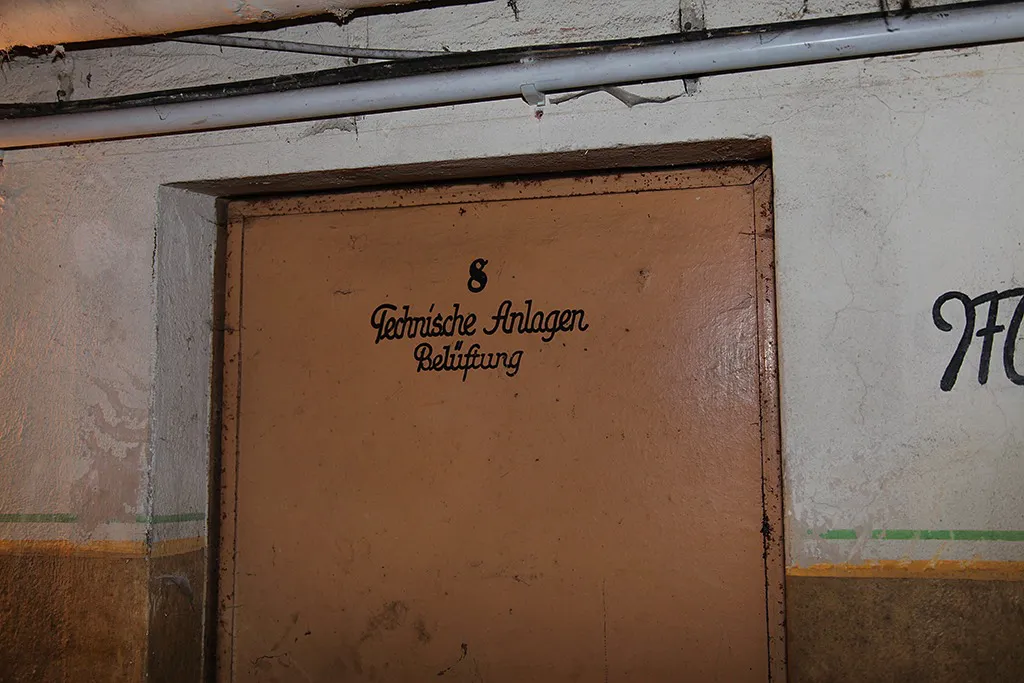 8
Technische Anlagen
Belüftung